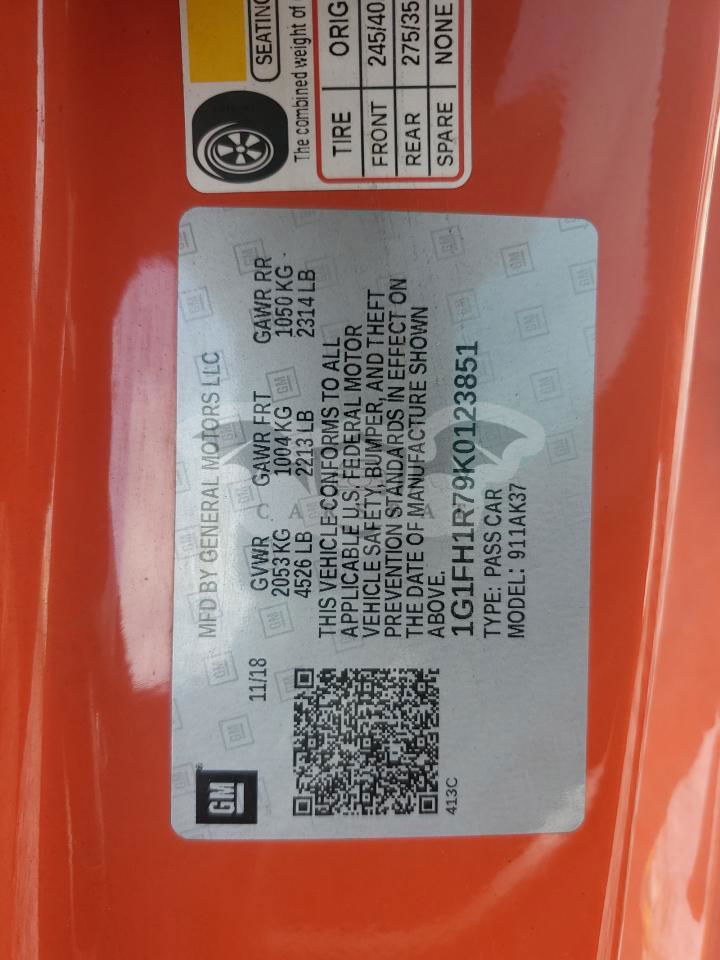 GM
MFD BY GENERAL MOTORS LLC
11/18
GVWR GAWR FRT GAWR RR
2053 KG 1004 KG 1050 KG
4526 LB 2213 LB 2314 LB
THIS VEHICLE CONFORMS TO ALL
APPLICABLE U.S. FEDERAL MOTOR
VEHICLE SAFETY, BUMPER, AND THEFT
PREVENTION STANDARDS IN EFFECT ON
THE DATE OF MANUFACTURE SHOWN
ABOVE.
1G1FH1R79K0123851
TYPE: PASS CAR
MODEL: 911AK37
413C
SEATING
The combined weight of
TIRE ORIG
FRONT 245/40
REAR 275/35
SPARE NONE